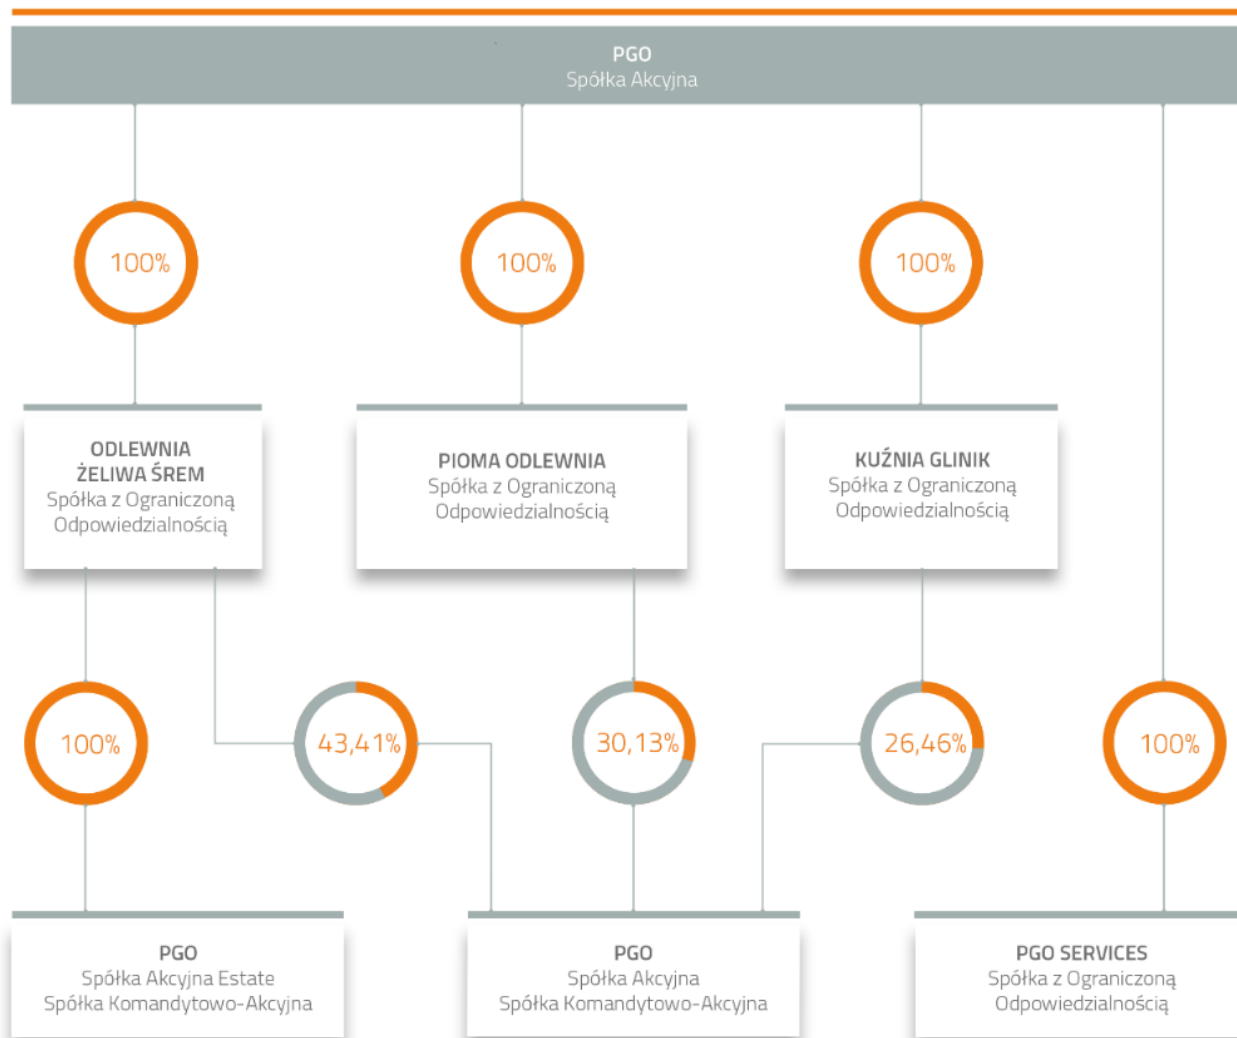 PGO
Spółka Akcyjna
100%
100%
100%
ODLEWNIA
ŻELIWA ŚREM
Spółka z Ograniczoną
Odpowiedzialnością
PIOMA ODLEWNIA
Spółka z Ograniczoną
Odpowiedzialnością
KUŹNIA GLINIK
Spółka z Ograniczoną
Odpowiedzialnością
100%
43,41%
30,13%
26,46%
100%
PGO
Spółka Akcyjna Estate
Spółka Komandytowo-Akcyjna
PGO
Spółka Akcyjna
Spółka Komandytowo-Akcyjna
PGO SERVICES
Spółka z Ograniczoną
Odpowiedzialnością